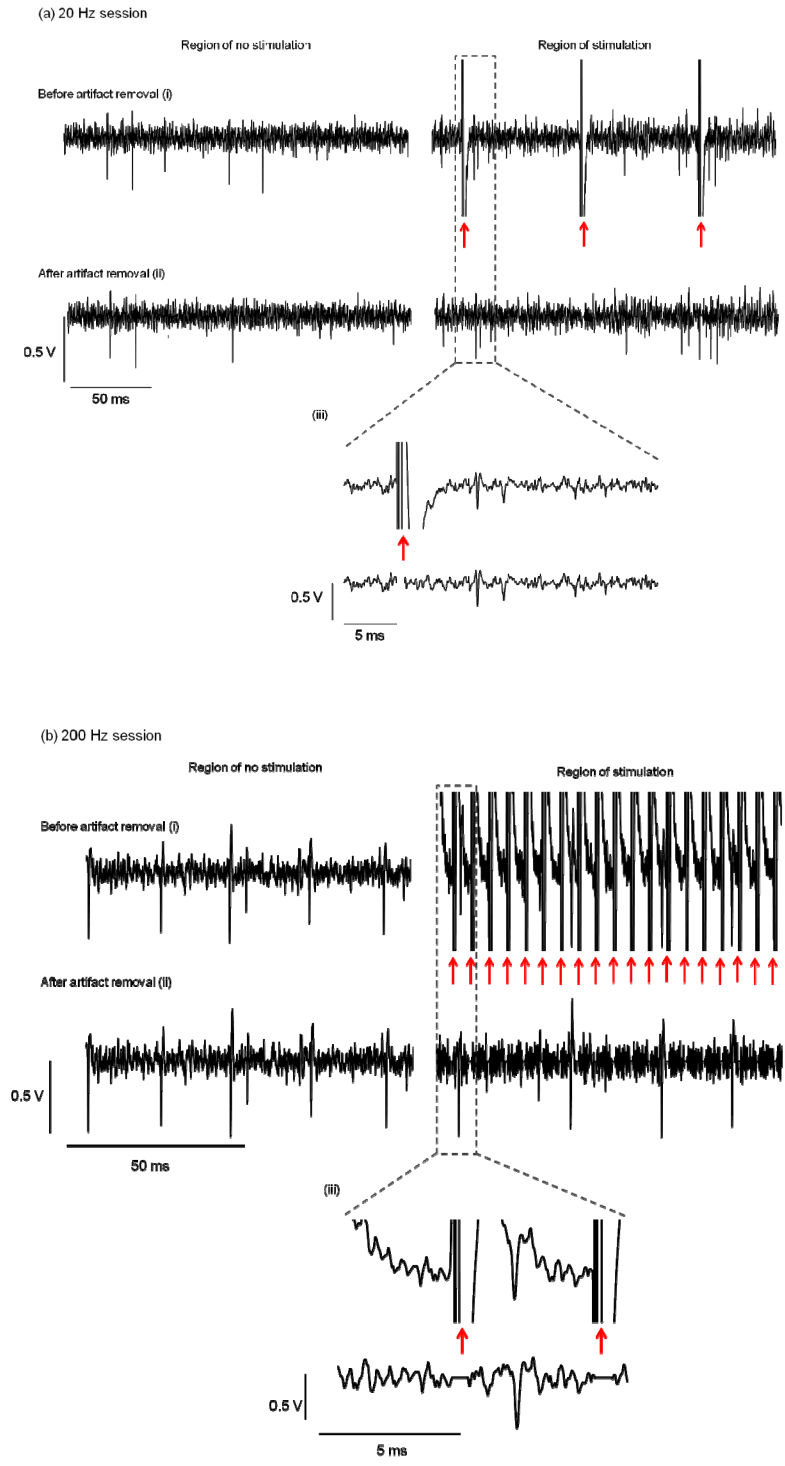 (a) 20 Hz session
Region of no stimulation
Region of stimulation
Before artifact removal (i)
After artifact removal (ii)
0.5 V
50 ms
(iii)
0.5 V
5 ms
(b) 200 Hz session
Region of no stimulation
Region of stimulation
Before artifact removal (i)
After artifact removal (ii)
0.5 V
50 ms
(iii)
0.5 V
5 ms